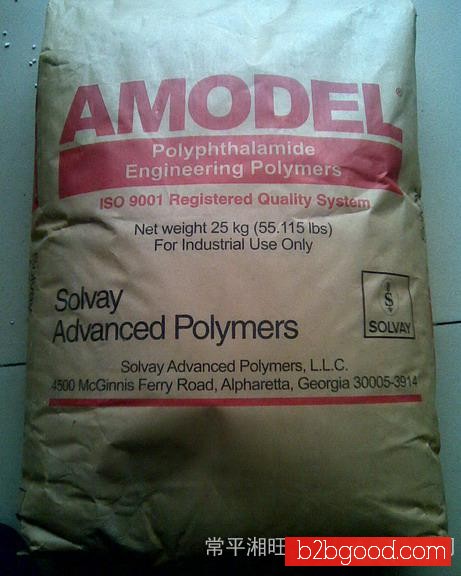 AMODEL®
Polyphthalamide
Engineering Polymers
ISO 9001 Registered Quality System
Net weight 25 kg (55.115 lbs)
For Industrial Use Only
Solvay
Advanced Polymers
S
SOLVAY
Solvay Advanced Polymers, L.L.C.
4500 McGinnis Ferry Road, Alpharetta, Georgia 30005-3914
常平湘旺
b2bgood.com